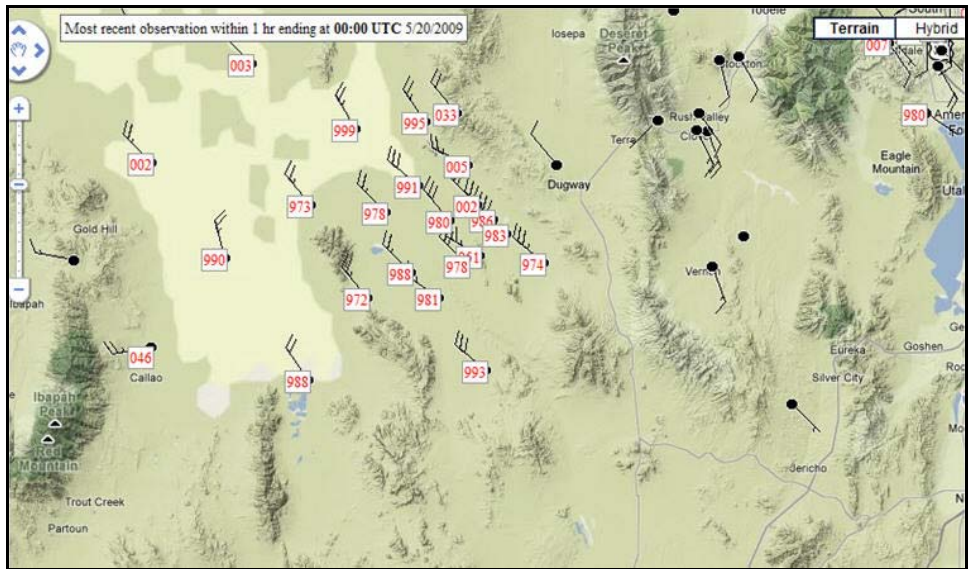 Most recent observation within 1 hr ending at 00:00 UTC 5/20/2009
Iosepa
Deseret
Peak
Terrain
Hybrid
003
007
033
995
999
980
Rush Valley
Clover
Terra
002
005
Eagle
Mountain
Dugway
991
973
978
002
980
986
983
Gold Hill
990
978
974
988
Vernon
972
981
Ibapah
046
Callao
988
993
Eureka
Goshen
Silver City
Ibapah
Peak
Red
Mountain
Jericho
Trout Creek
Partoun